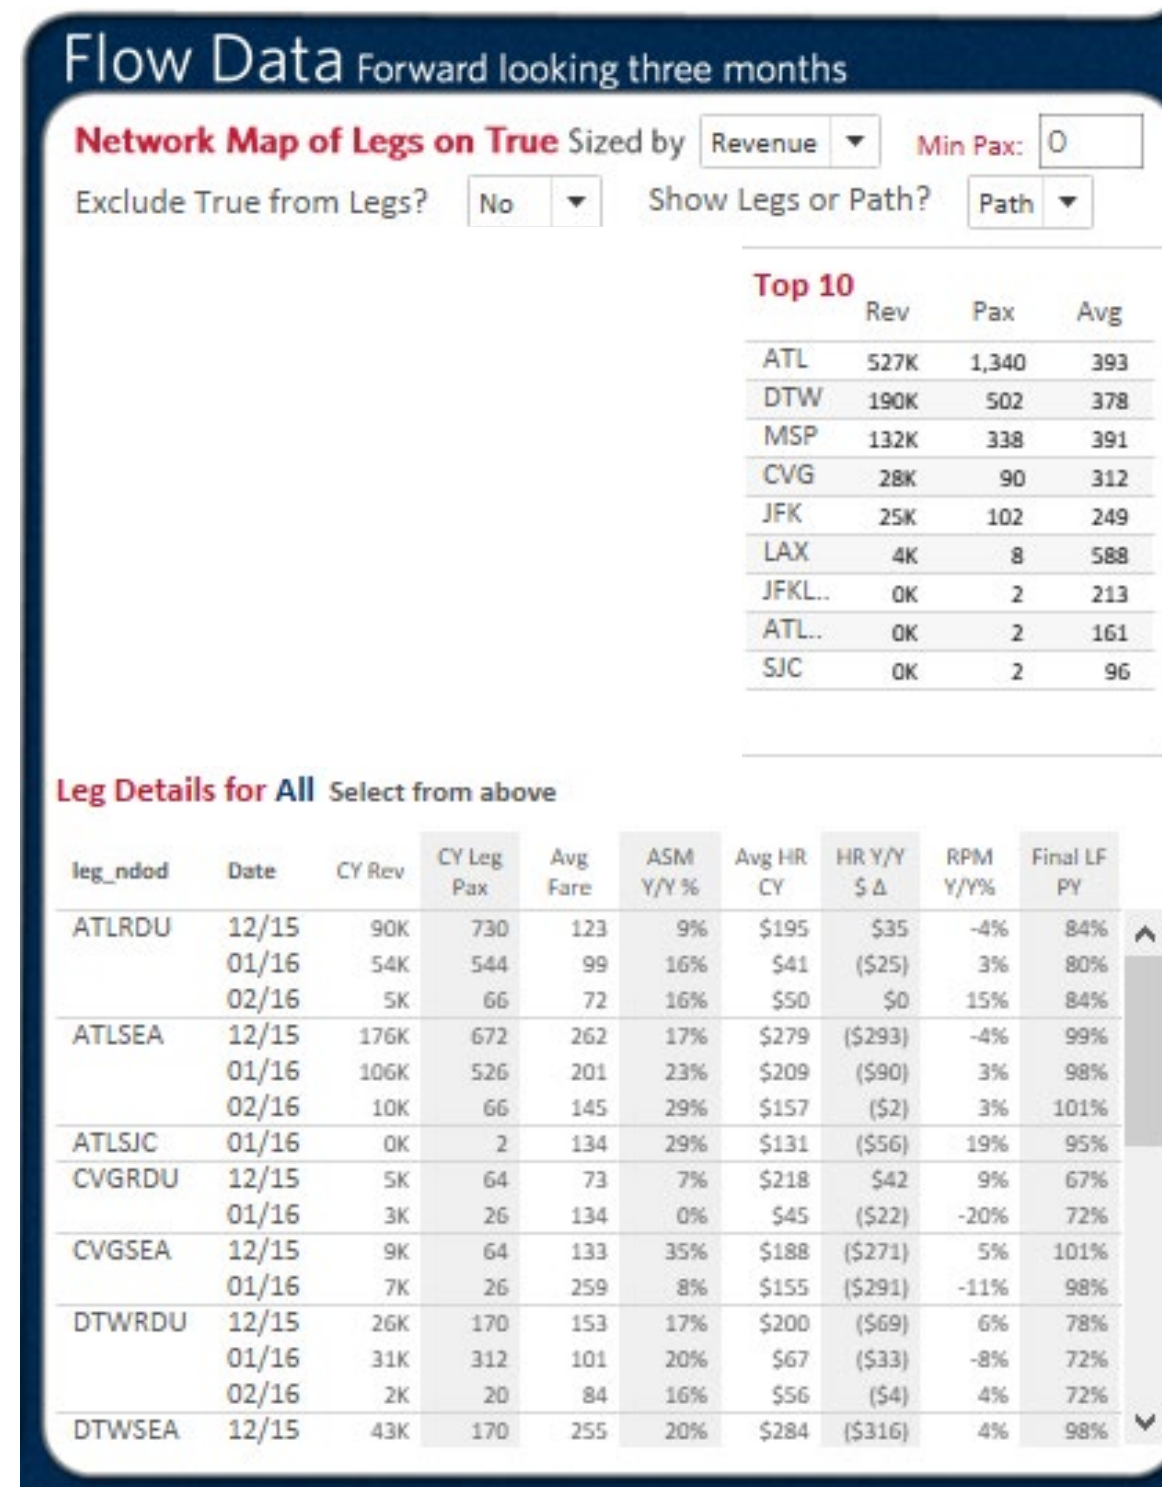 Flow Data Forward looking three months
Network Map of Legs on True Sized by Revenue Min Pax: 0
Exclude True from Legs? No Show Legs or Path? Path
Top 10
Rev Pax Avg
ATL 527K 1,340 393
DTW 190K 502 378
MSP 132K 338 391
CVG 28K 90 312
JFK 25K 102 249
LAX 4K 8 588
JFKL.. 0K 2 213
ATL.. 0K 2 161
SJC 0K 2 96
Leg Details for All Select from above
leg_ndod Date CY Rev CY Leg Pax Avg Fare ASM Y/Y % Avg HR CY HR Y/Y $ Δ RPM Y/Y% Final LF PY
ATLRDU 12/15 90K 730 123 9% $195 $35 -4% 84%
01/16 54K 544 99 16% $41 ($25) 3% 80%
02/16 5K 66 72 16% $50 $0 15% 84%
ATLSEA 12/15 176K 672 262 17% $279 ($293) -4% 99%
01/16 106K 526 201 23% $209 ($90) 3% 98%
02/16 10K 66 145 29% $157 ($2) 3% 101%
ATLSJC 01/16 0K 2 134 29% $131 ($56) 19% 95%
CVGRDU 12/15 5K 64 73 7% $218 $42 9% 67%
01/16 3K 26 134 0% $45 ($22) -20% 72%
CVGSEA 12/15 9K 64 133 35% $188 ($271) 5% 101%
01/16 7K 26 259 8% $155 ($291) -11% 98%
DTWRDU 12/15 26K 170 153 17% $200 ($69) 6% 78%
01/16 31K 312 101 20% $67 ($33) -8% 72%
02/16 2K 20 84 16% $56 ($4) 4% 72%
DTWSEA 12/15 43K 170 255 20% $284 ($316) 4% 98%